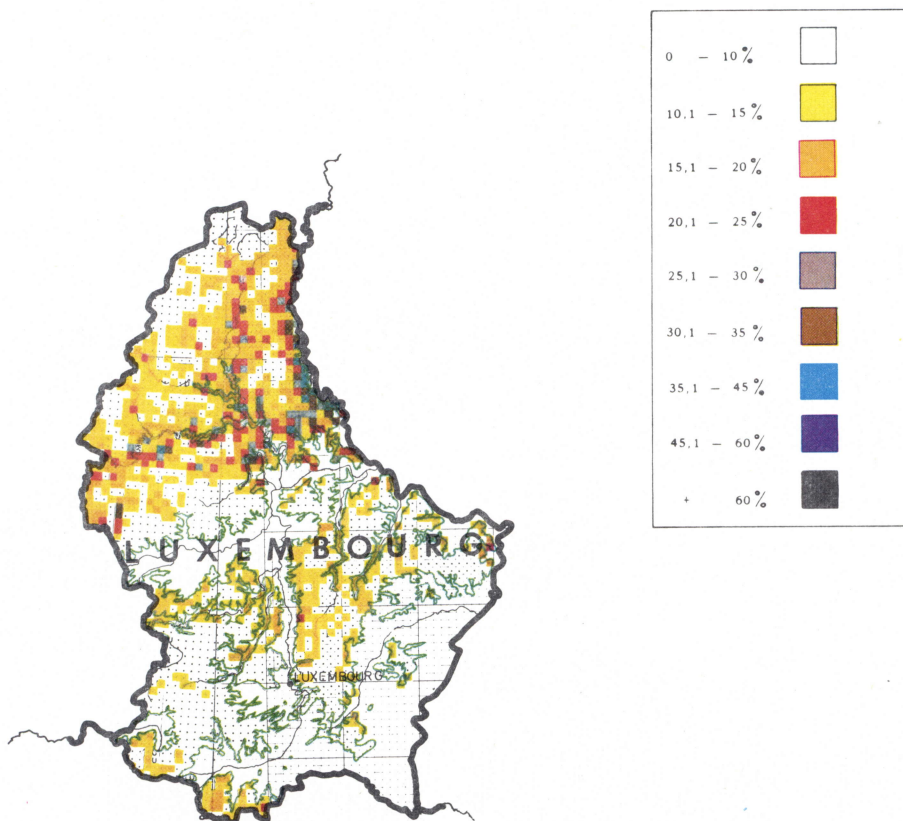 0 – 10 %
10,1 – 15 %
15,1 – 20 %
20,1 – 25 %
25,1 – 30 %
30,1 – 35 %
35,1 – 45 %
45,1 – 60 %
+ 60 %
LUXEMBOURG
LUXEMBOURG